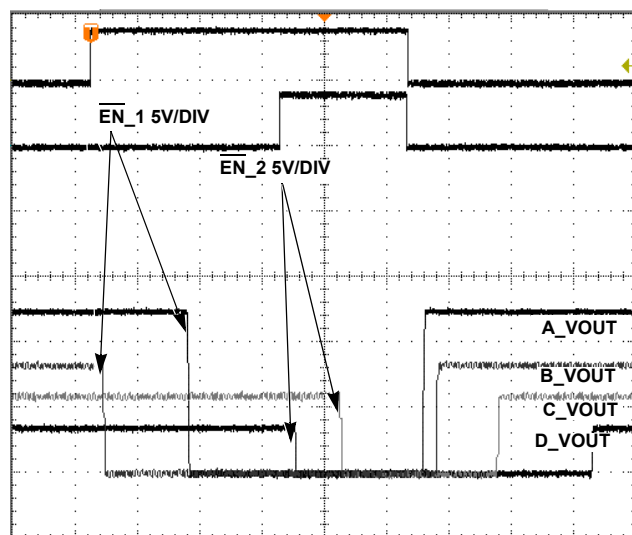 EN_1 5V/DIV
EN_2 5V/DIV
A_VOUT
B_VOUT
C_VOUT
D_VOUT